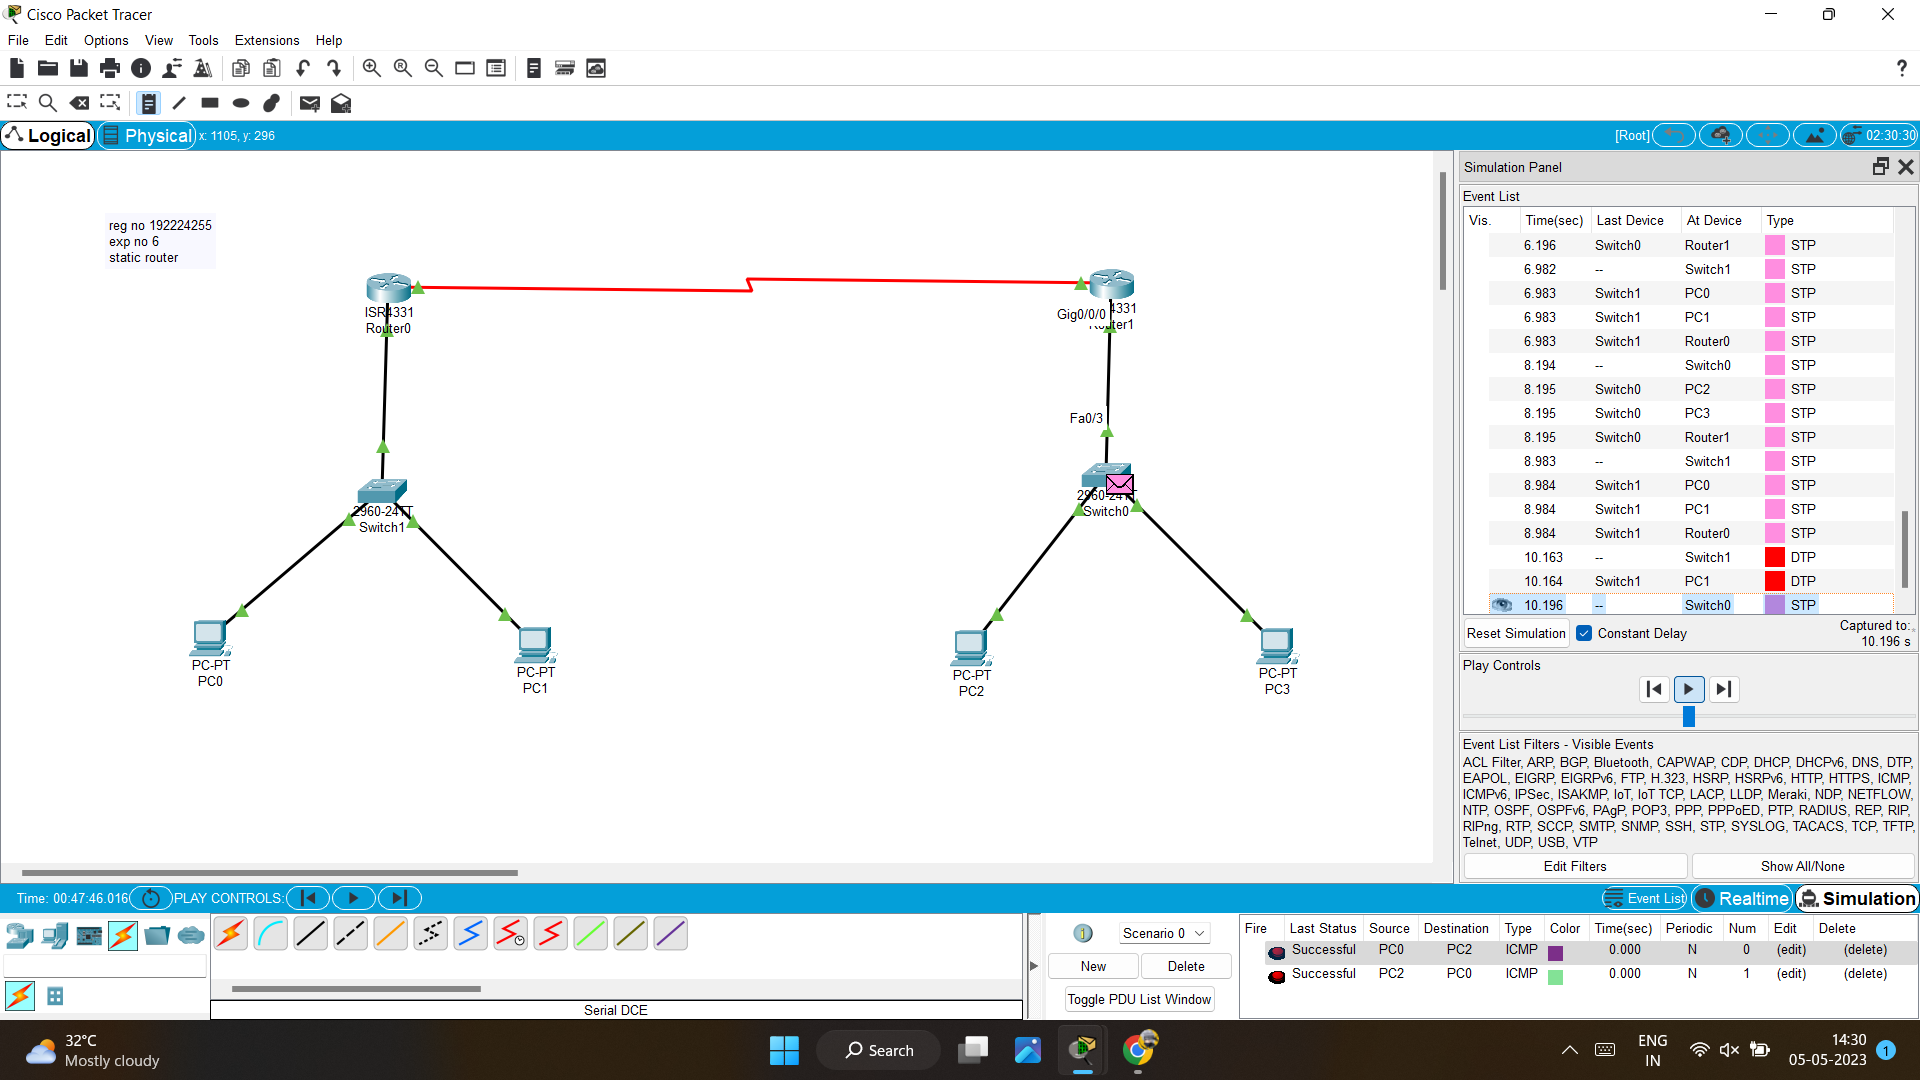 Cisco Packet Tracer
File Edit Options View Tools Extensions Help
Logical Physical x: 1105, y: 296 [Root] 02:30:30
reg no 192224255
exp no 6
static router
ISR4331
Router0
Gig0/0/0 4331
Fa0/3
2960-24TT
Switch1
Switch0
PC-PT
PC0
PC-PT
PC1
PC-PT
PC2
PC-PT
PC3
Simulation Panel
Event List
Vis. Time(sec) Last Device At Device Type
6.196 Switch0 Router1 STP
6.982 -- Switch1 STP
6.983 Switch1 PC0 STP
6.983 Switch1 PC1 STP
6.983 Switch1 Router0 STP
8.194 -- Switch0 STP
8.195 Switch0 PC2 STP
8.195 Switch0 PC3 STP
8.195 Switch0 Router1 STP
8.983 -- Switch1 STP
8.984 Switch1 PC0 STP
8.984 Switch1 PC1 STP
8.984 Switch1 Router0 STP
10.163 -- Switch1 DTP
10.164 Switch1 PC1 DTP
10.196 -- Switch0 STP
Reset Simulation Constant Delay Captured to:
10.196 s
Play Controls
Event List Filters - Visible Events
ACL Filter, ARP, BGP, Bluetooth, CAPWAP, CDP, DHCP, DHCPv6, DNS, DTP,
EAPOL, EIGRP, EIGRPv6, FTP, H.323, HSRP, HSRPv6, HTTP, HTTPS, ICMP,
ICMPv6, IPSec, ISAKMP, IoT, IoT TCP, LACP, LLDP, Meraki, NDP, NETFLOW,
NTP, OSPF, OSPFv6, PAgP, POP3, PPP, PPPoED, PTP, RADIUS, REP, RIP,
RIPng, RTP, SCCP, SMTP, SNMP, SSH, STP, SYSLOG, TACACS, TCP, TFTP,
Telnet, UDP, USB, VTP
Edit Filters Show All/None
Time: 00:47:46.016 PLAY CONTROLS: Event List Realtime Simulation
Serial DCE
Scenario 0
New Delete
Toggle PDU List Window
Fire Last Status Source Destination Type Color Time(sec) Periodic Num Edit Delete
Successful PC0 PC2 ICMP 0.000 N 0 (edit) (delete)
Successful PC2 PC0 ICMP 0.000 N 1 (edit) (delete)
32°C
Mostly cloudy
Search
ENG
IN
14:30
05-05-2023
1